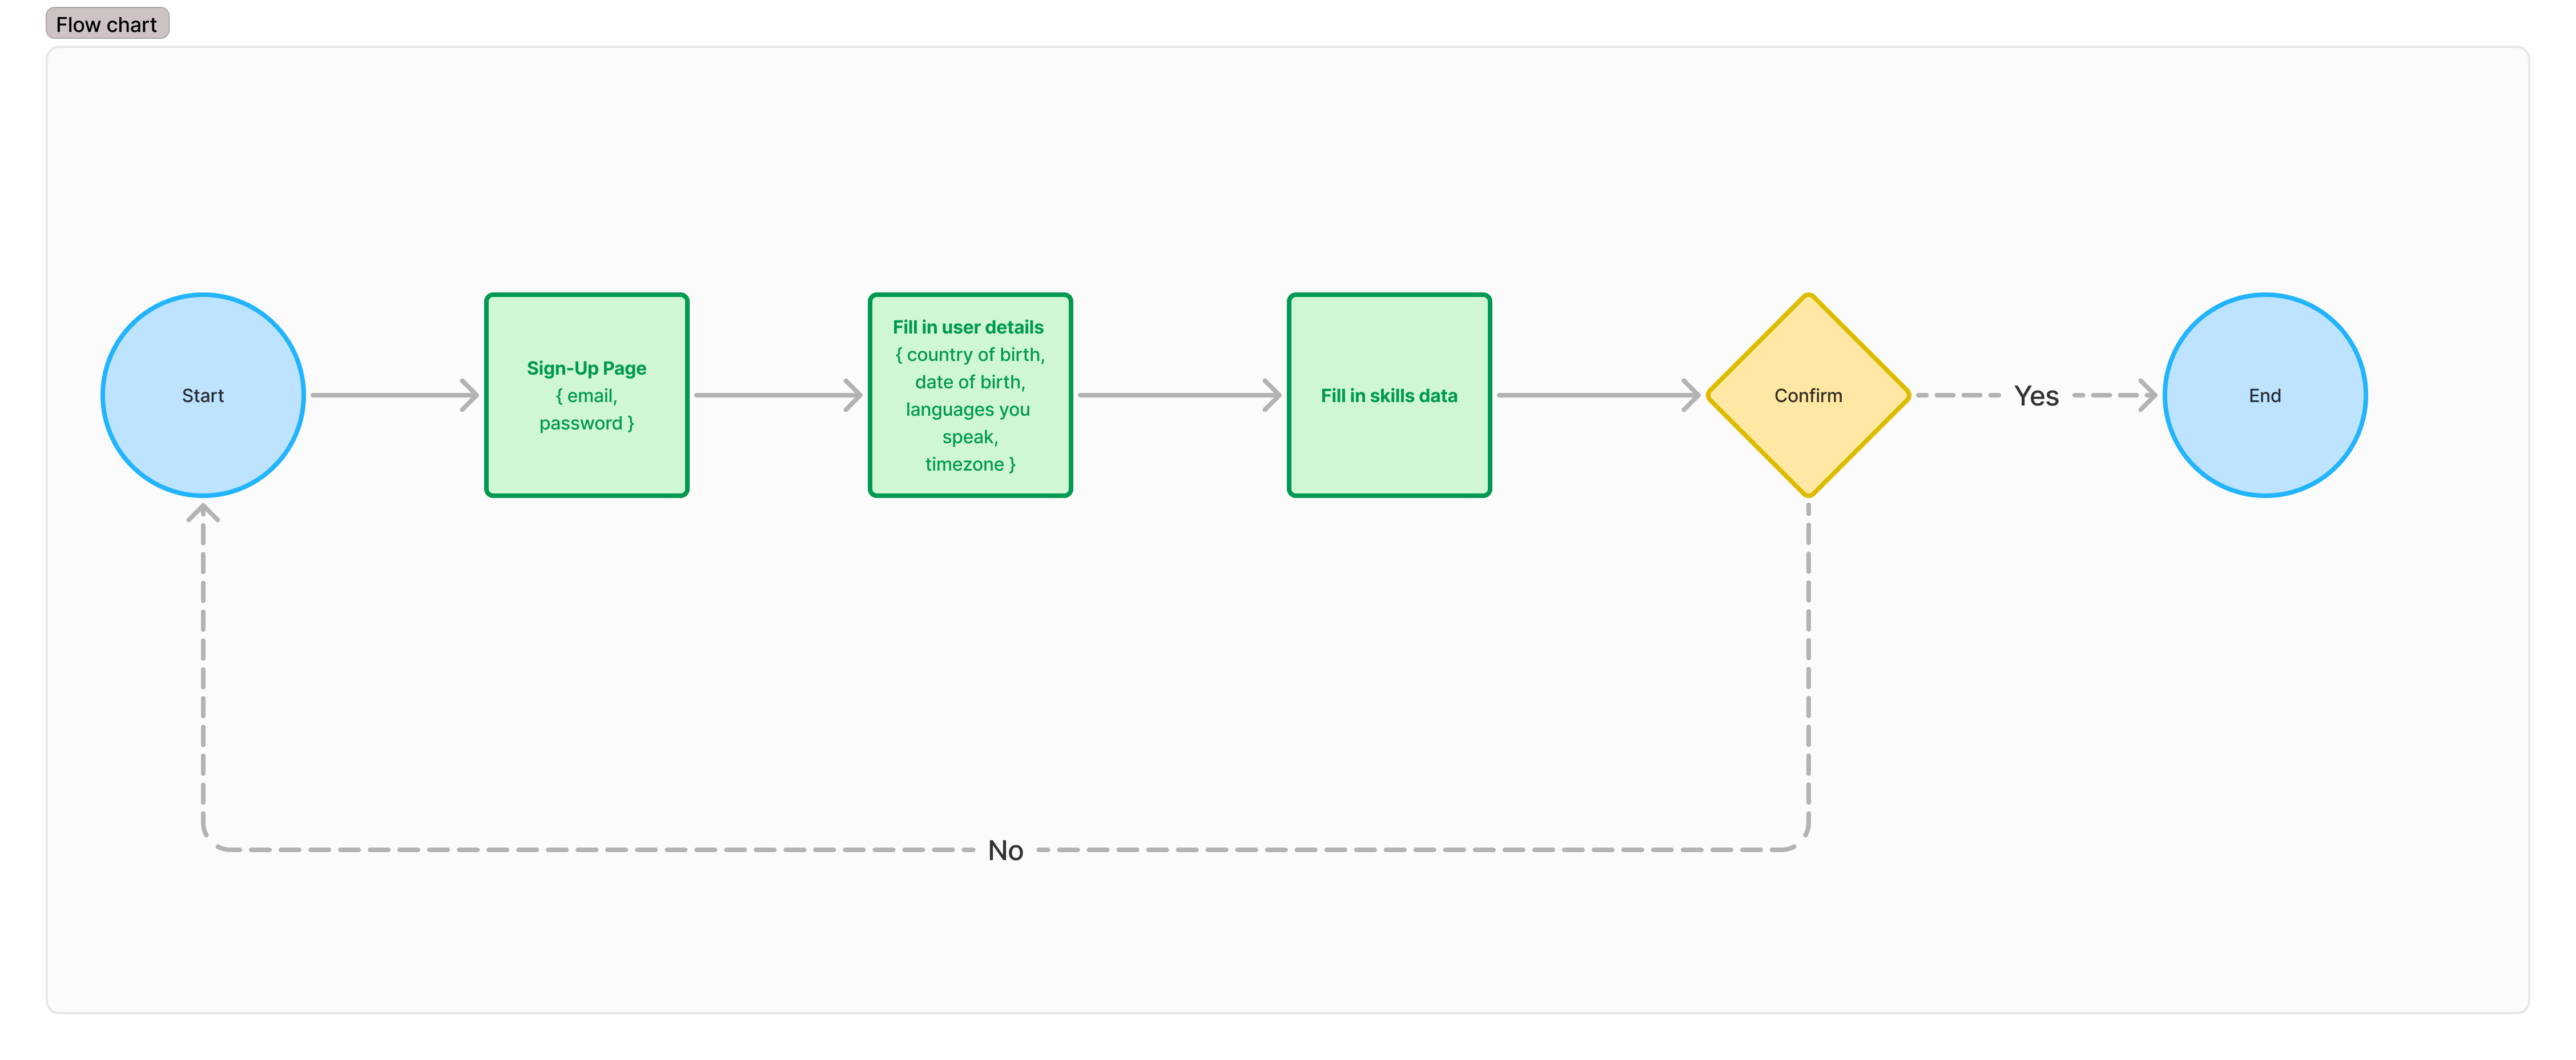 Flow chart
Start
Sign-Up Page
{ email,
password }
Fill in user details
{ country of birth,
date of birth,
languages you
speak,
timezone }
Fill in skills data
Confirm
Yes
End
No